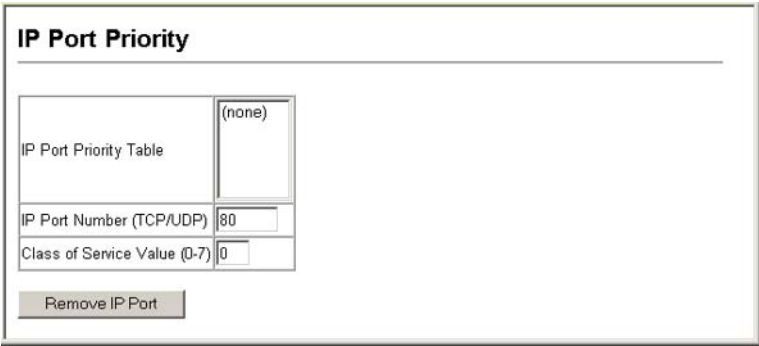 IP Port Priority
(none)
IP Port Priority Table
IP Port Number (TCP/UDP) 80
Class of Service Value (0-7) 0
Remove IP Port